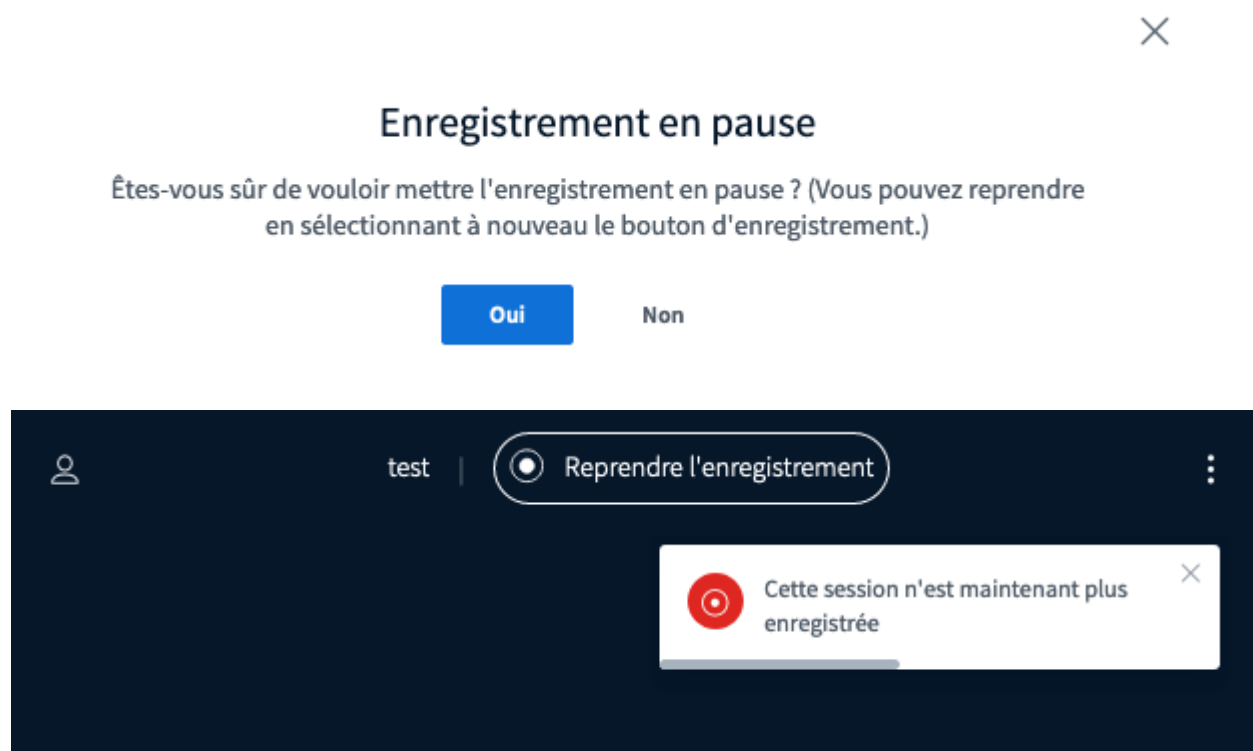 Enregistrement en pause
Êtes-vous sûr de vouloir mettre l'enregistrement en pause ? (Vous pouvez reprendre
en sélectionnant à nouveau le bouton d'enregistrement.)
Oui Non
test | Reprendre l'enregistrement
Cette session n'est maintenant plus
enregistrée